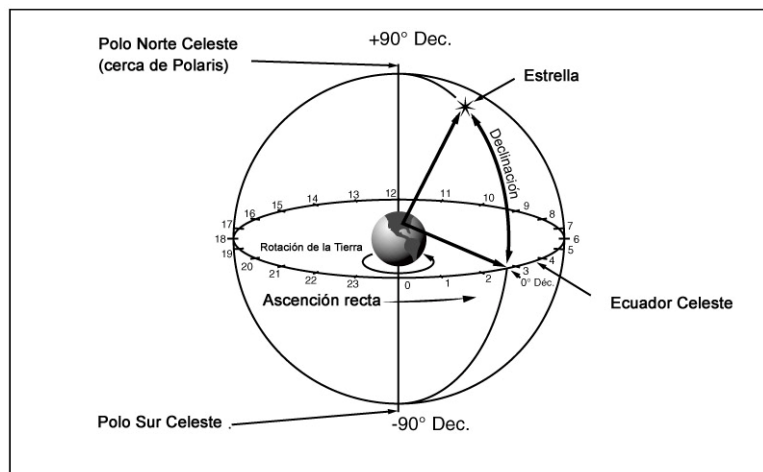 Polo Norte Celeste
(cerca de Polaris)
+90° Dec.
Estrella
Declinación
12
13
11
14
10
15
9
16
8
17
7
18
6
19
5
20
4
21
3
22
2
23
1
0
Rotación de la Tierra
0° Déc.
Ascención recta
Ecuador Celeste
Polo Sur Celeste
-90° Dec.